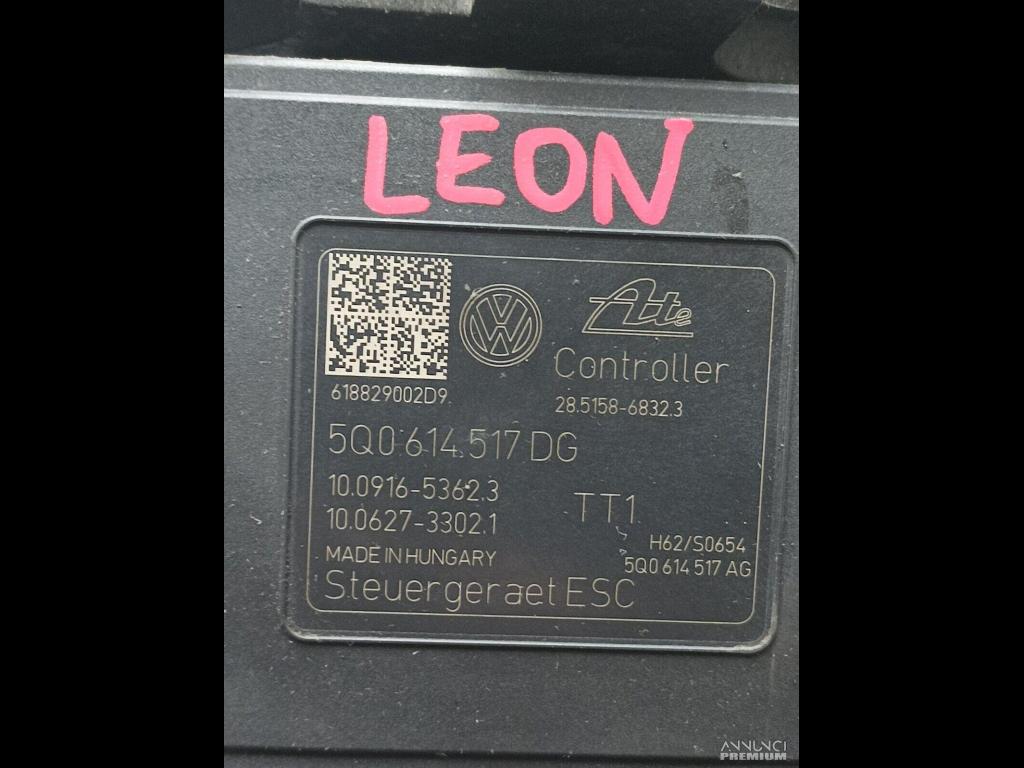 LEON
Ate
Controller
618829002D9
28.5158-6832.3
5Q0 614 517 DG
10.0916-5362.3
TT1
10.0627-3302.1
H62/S0654
MADE IN HUNGARY
5Q0 614 517 AG
Steuergeraet ESC
ANNUNCI
PREMIUM